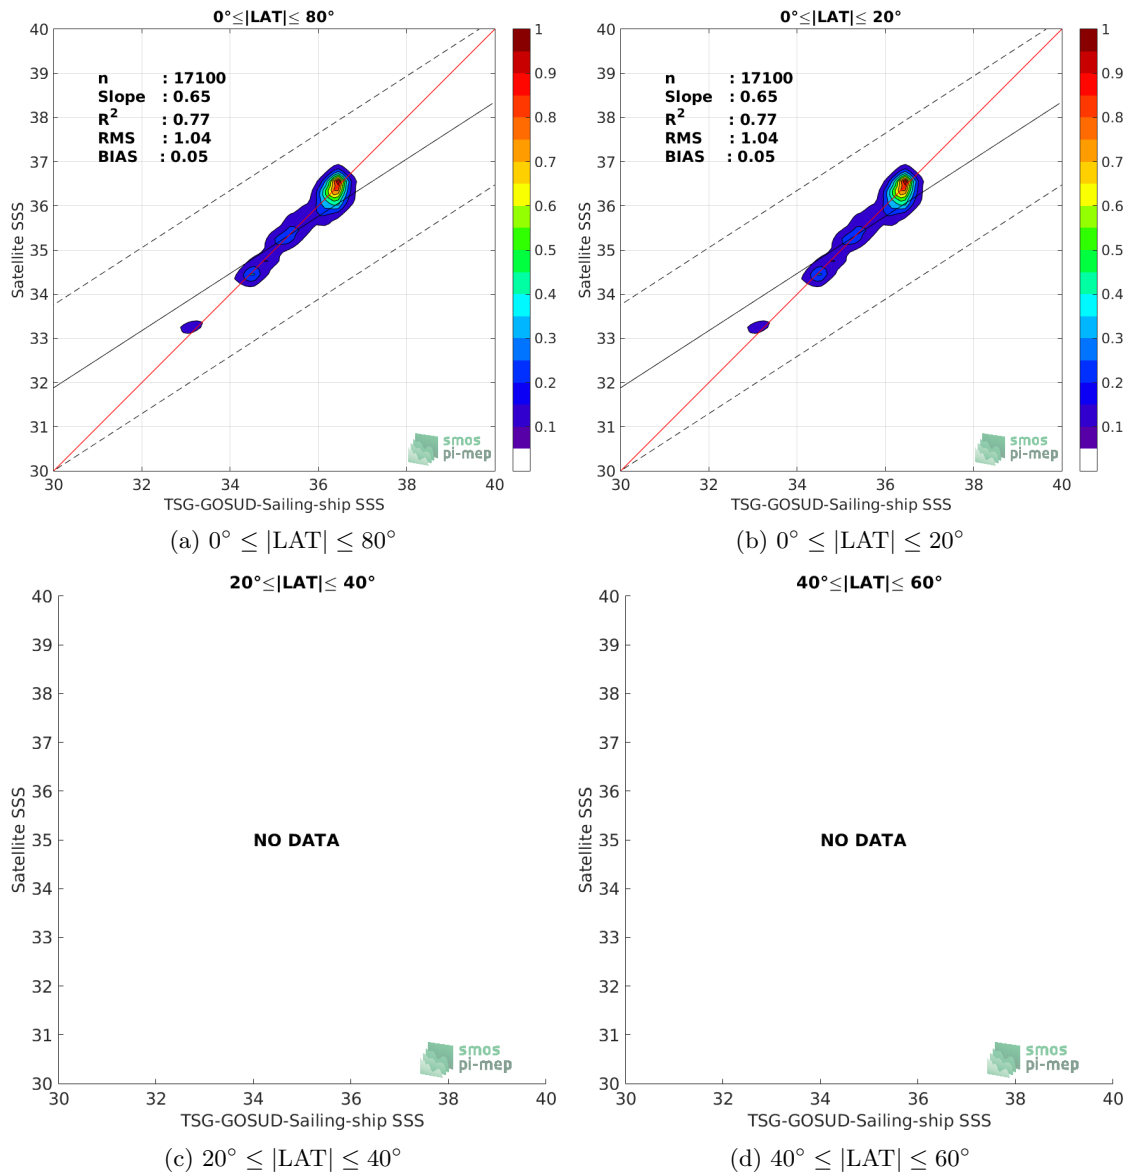 0°≤|LAT|≤ 80°
40
39
38
37
36
35
34
33
32
31
30
Satellite SSS
n : 17100
Slope : 0.65
R2 : 0.77
RMS : 1.04
BIAS : 0.05
1
0.9
0.8
0.7
0.6
0.5
0.4
0.3
0.2
0.1
smos
pi-mep
30 32 34 36 38 40
TSG-GOSUD-Sailing-ship SSS
(a) 0° ≤ |LAT| ≤ 80°
0°≤|LAT|≤ 20°
40
39
38
37
36
35
34
33
32
31
30
Satellite SSS
n : 17100
Slope : 0.65
R2 : 0.77
RMS : 1.04
BIAS : 0.05
1
0.9
0.8
0.7
0.6
0.5
0.4
0.3
0.2
0.1
smos
pi-mep
30 32 34 36 38 40
TSG-GOSUD-Sailing-ship SSS
(b) 0° ≤ |LAT| ≤ 20°
20°≤|LAT|≤ 40°
40
39
38
37
36
35
34
33
32
31
30
Satellite SSS
NO DATA
smos
pi-mep
30 32 34 36 38 40
TSG-GOSUD-Sailing-ship SSS
(c) 20° ≤ |LAT| ≤ 40°
40°≤|LAT|≤ 60°
40
39
38
37
36
35
34
33
32
31
30
Satellite SSS
NO DATA
smos
pi-mep
30 32 34 36 38 40
TSG-GOSUD-Sailing-ship SSS
(d) 40° ≤ |LAT| ≤ 60°